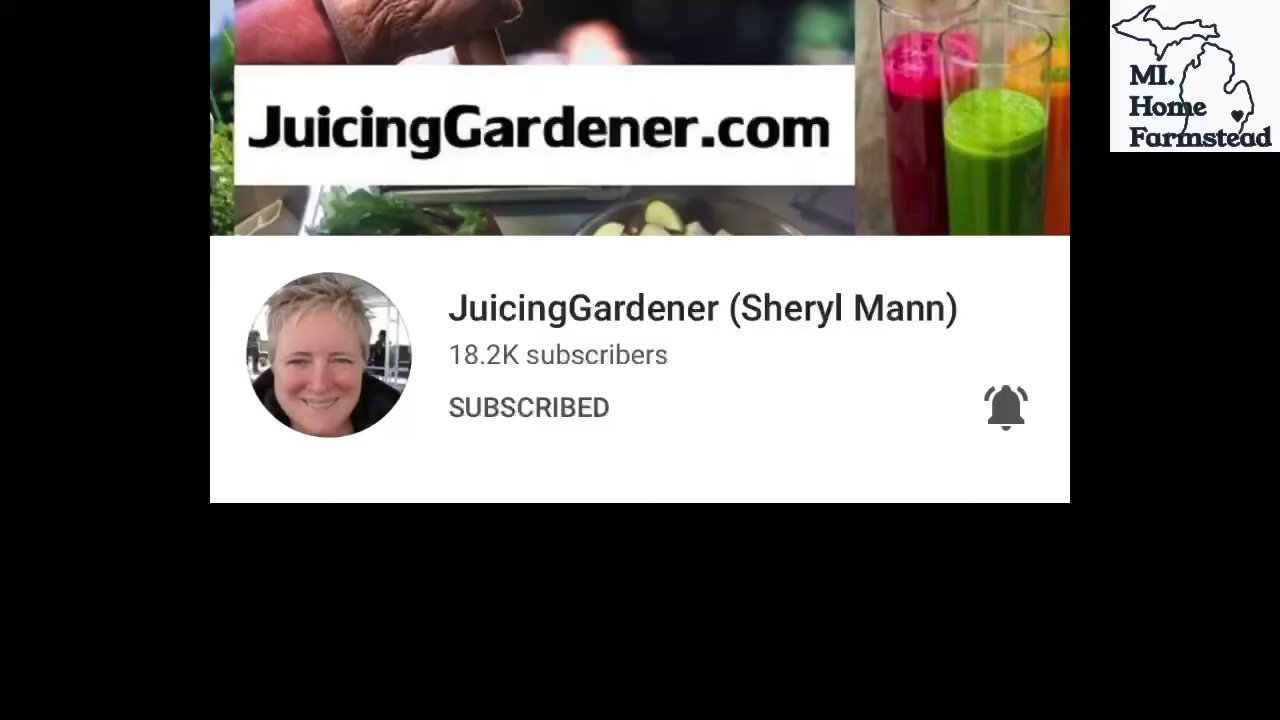 JuicingGardener.com
MI.
Home
Farmstead
JuicingGardener (Sheryl Mann)
18.2K subscribers
SUBSCRIBED